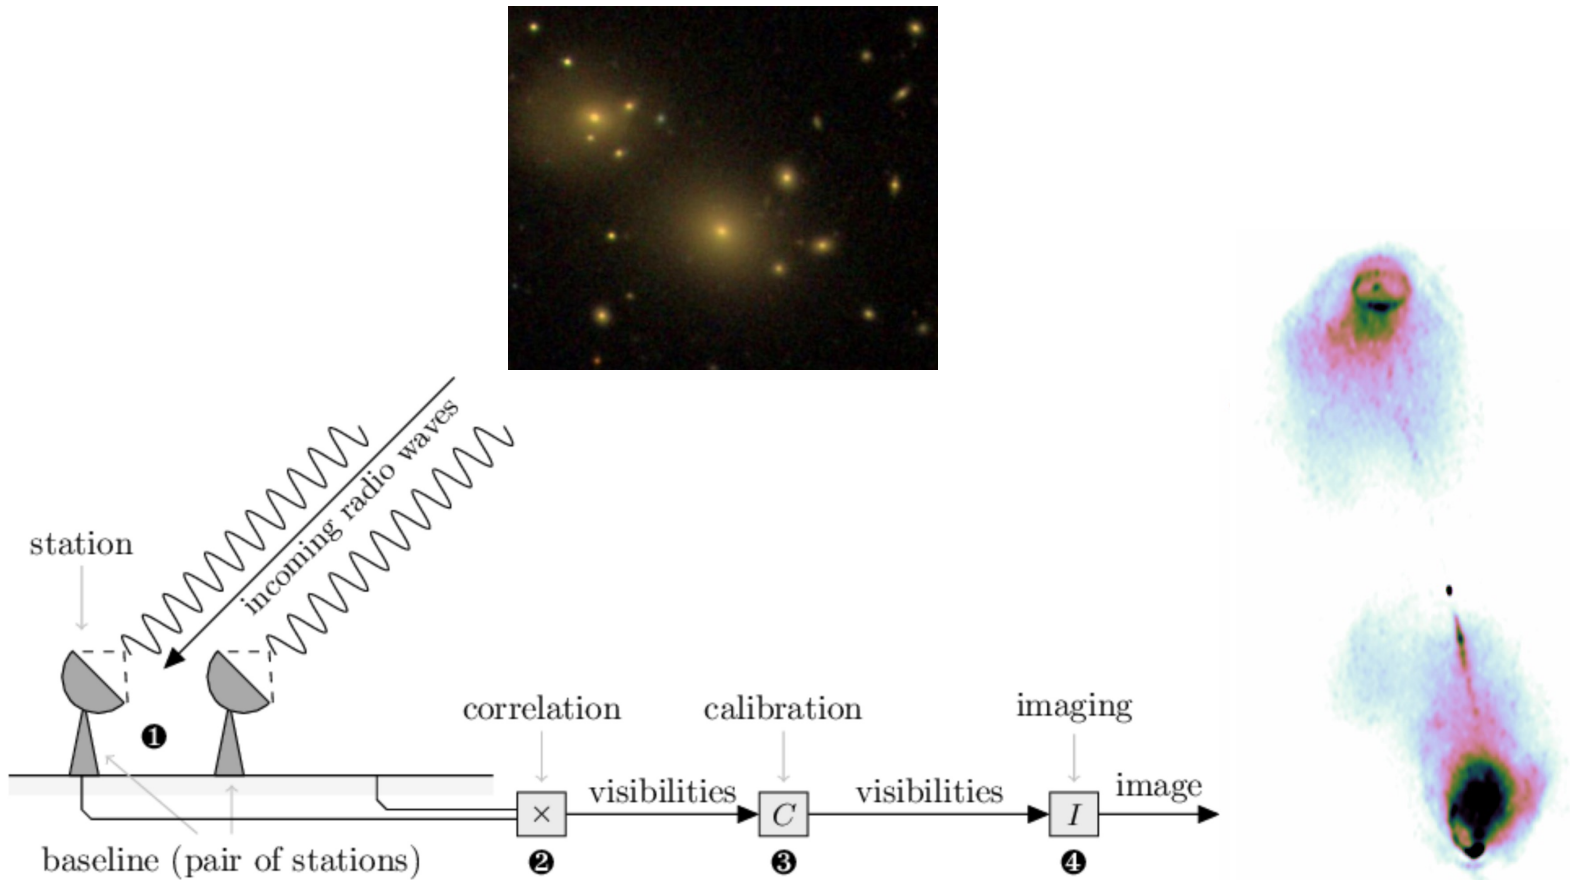 incoming radio waves
station
❶
correlation
calibration
imaging
visibilities
visibilities
image
×
C
I
baseline (pair of stations)
❷
❸
❹